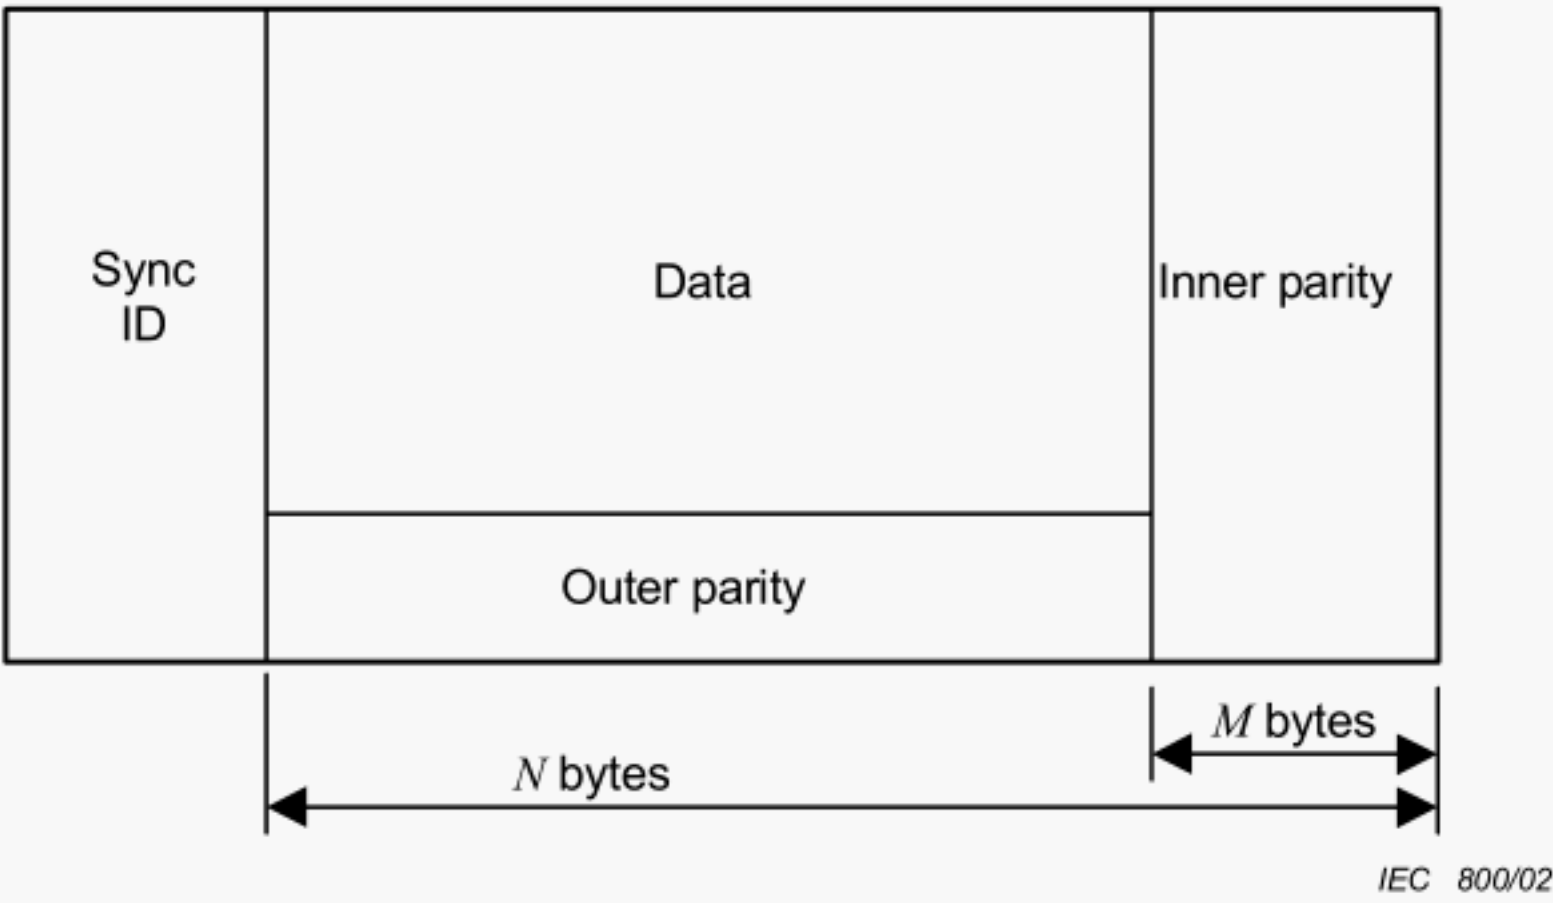 Sync
ID
Data
Inner parity
Outer parity
M bytes
N bytes
IEC 800/02